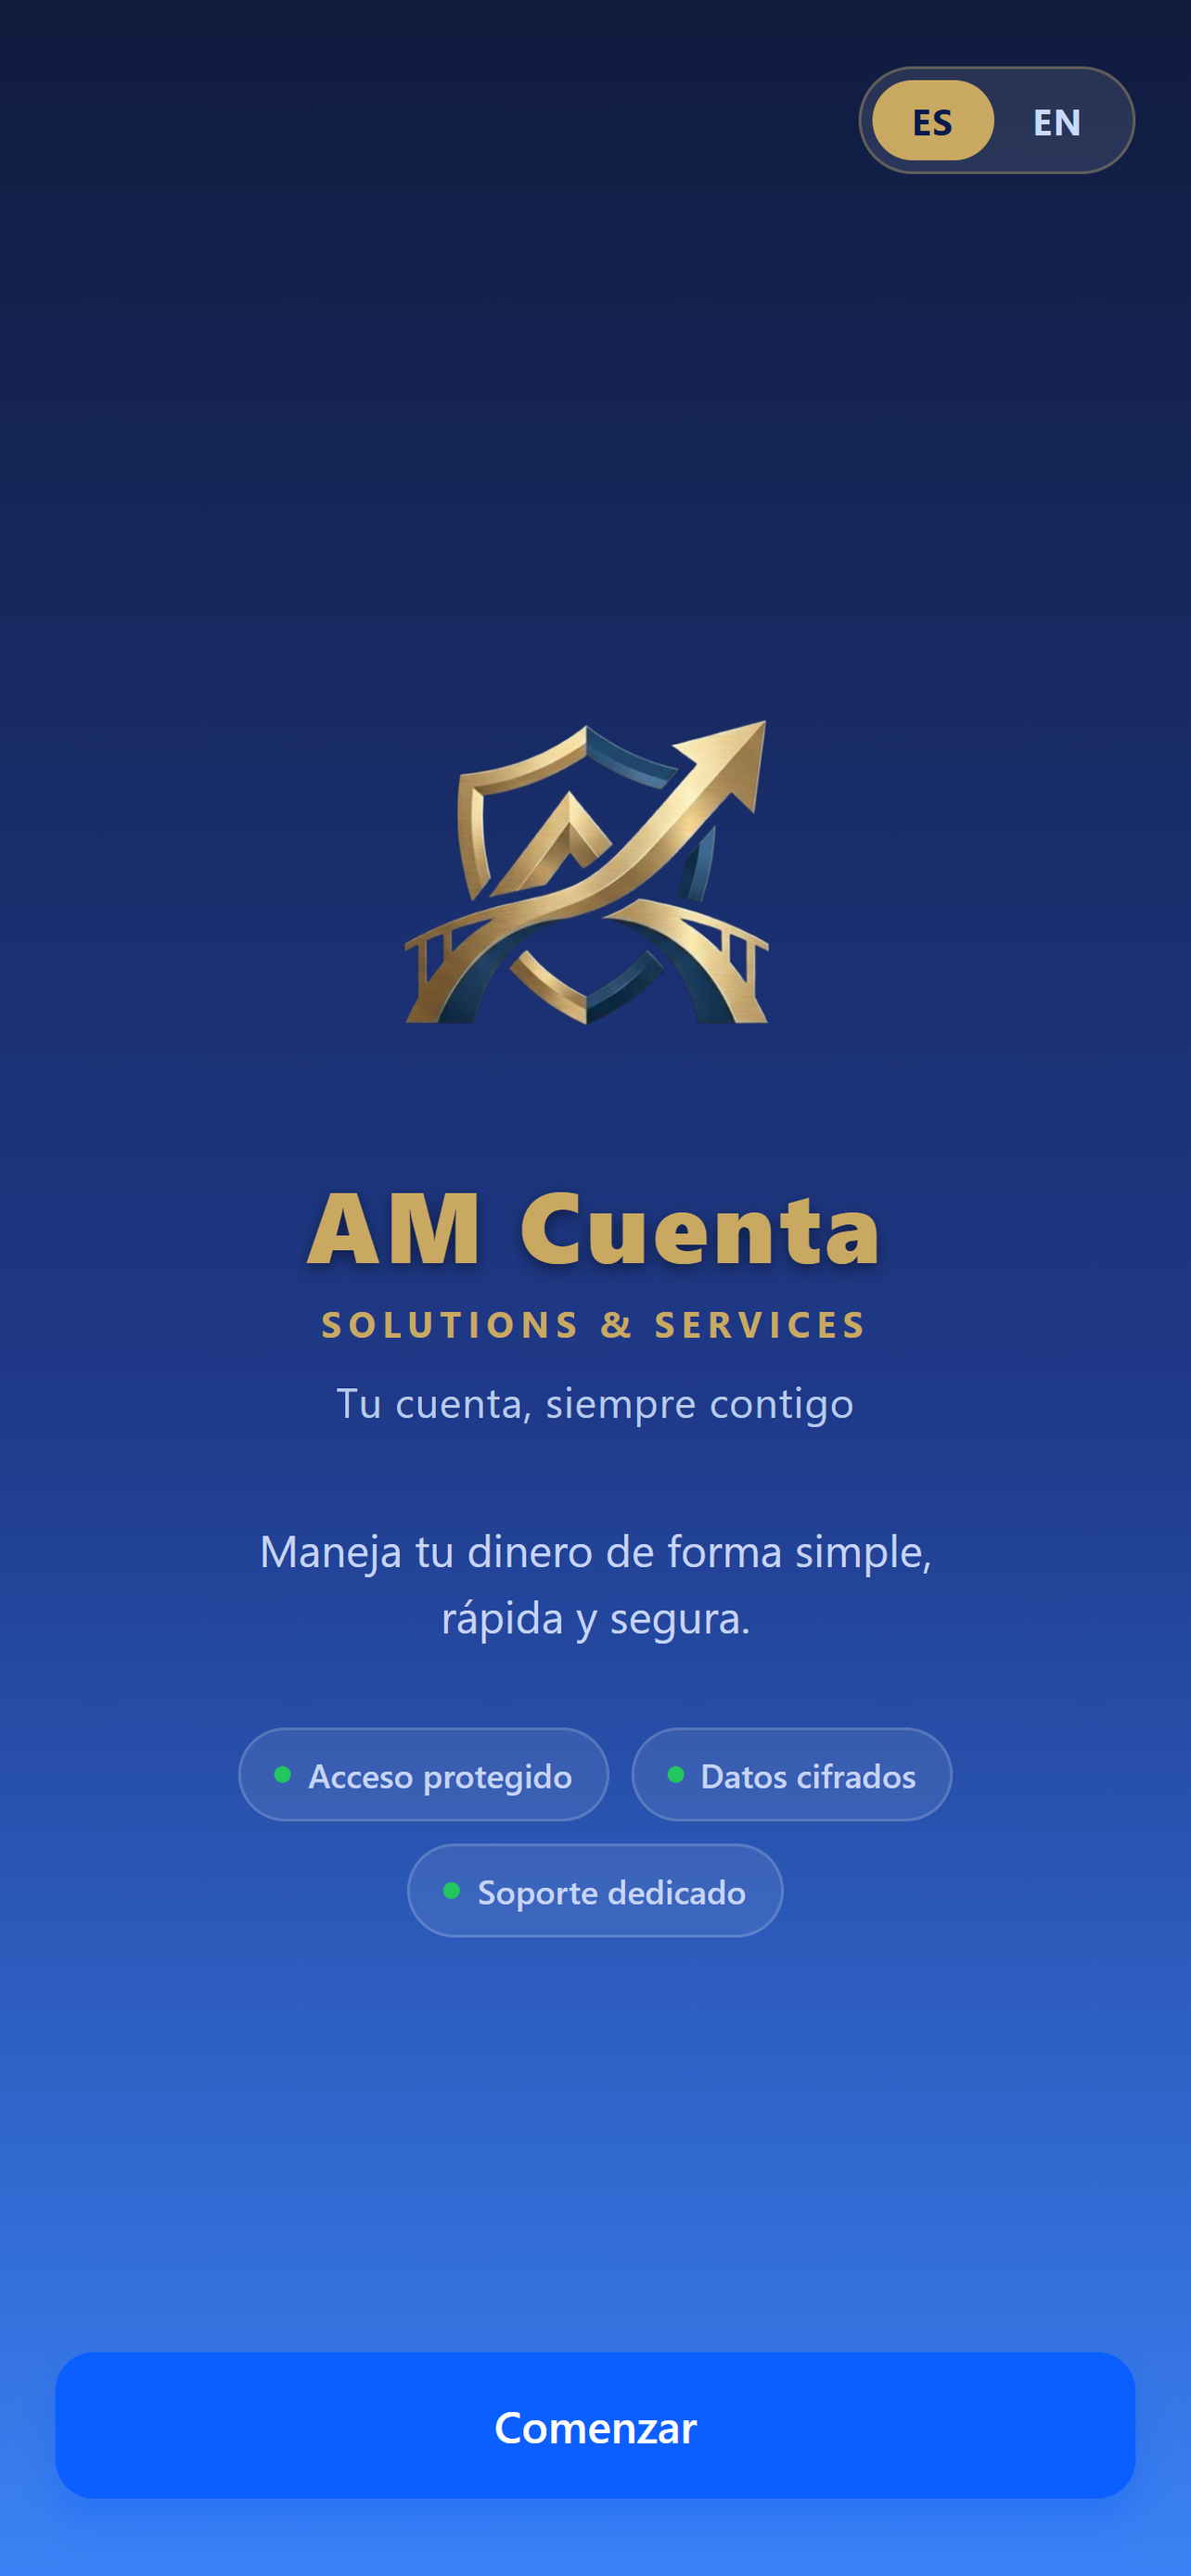 ES EN
AM Cuenta
SOLUTIONS & SERVICES
Tu cuenta, siempre contigo
Maneja tu dinero de forma simple,
rápida y segura.
Acceso protegido Datos cifrados
Soporte dedicado
Comenzar